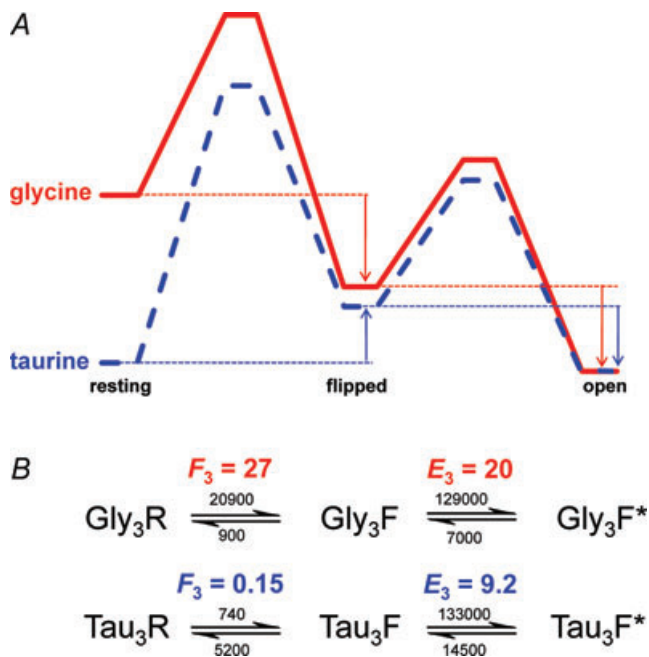 A
glycine
taurine
resting flipped open
B
F₃ = 27 E₃ = 20
20900 129000
Gly₃R Gly₃F Gly₃F*
900 7000
F₃ = 0.15 E₃ = 9.2
740 133000
Tau₃R Tau₃F Tau₃F*
5200 14500